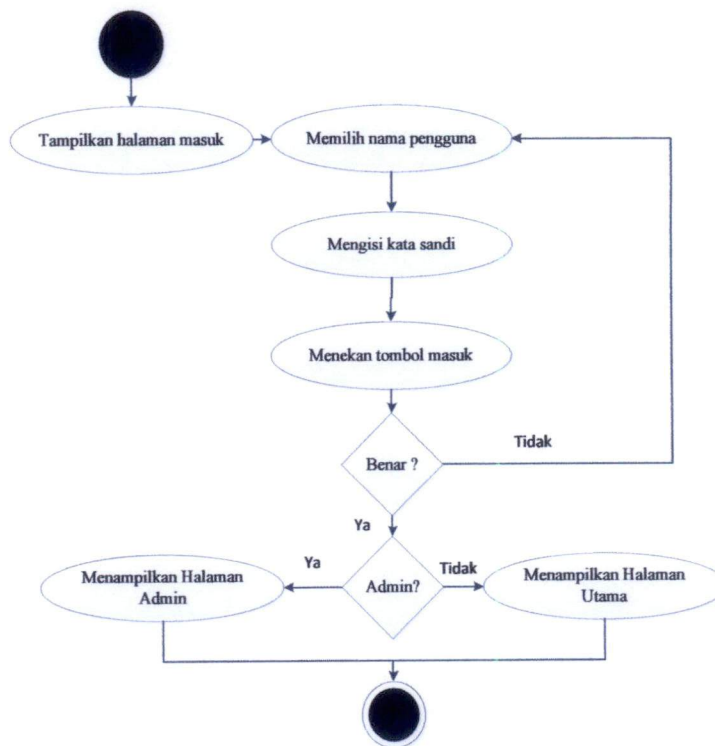 Tampilkan halaman masuk
Memilih nama pengguna
Mengisi kata sandi
Menekan tombol masuk
Benar ?
Tidak
Ya
Admin?
Ya
Tidak
Menampilkan Halaman
Admin
Menampilkan Halaman
Utama